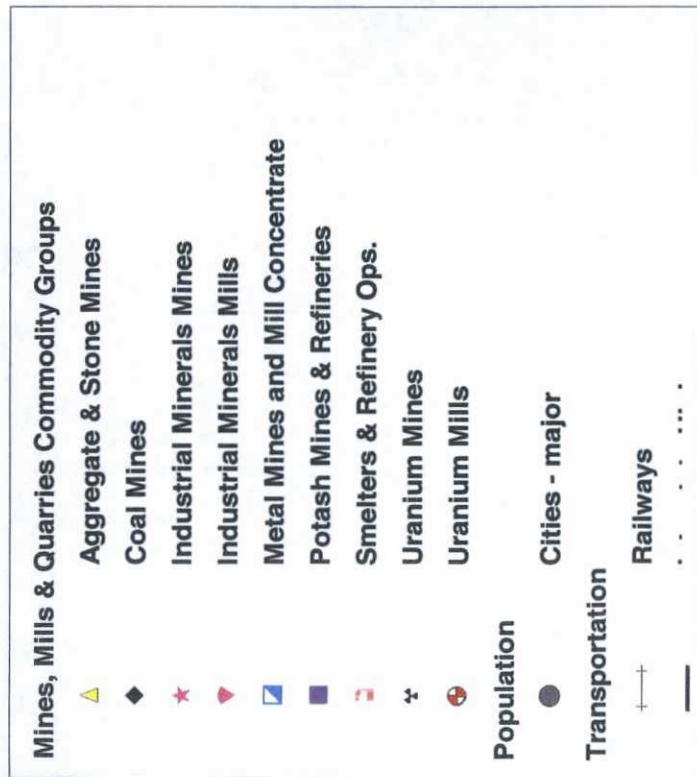 Mines, Mills & Quarries Commodity Groups
Aggregate & Stone Mines
Coal Mines
Industrial Minerals Mines
Industrial Minerals Mills
Metal Mines and Mill Concentrate
Potash Mines & Refineries
Smelters & Refinery Ops.
Uranium Mines
Uranium Mills
Population
Cities - major
Transportation
Railways